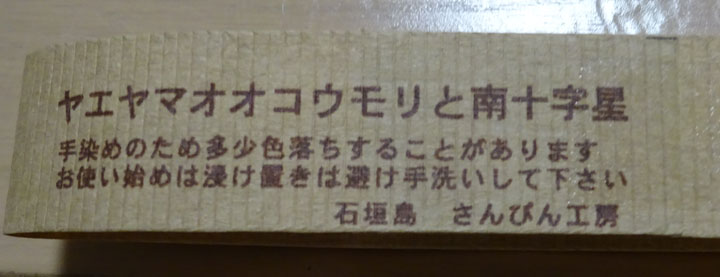 ヤエヤマオオコウモリと南十字星
手染めのため多少色落ちすることがあります
お使い始めは浸け置きは避け手洗いして下さい
石垣島　さんぴん工房